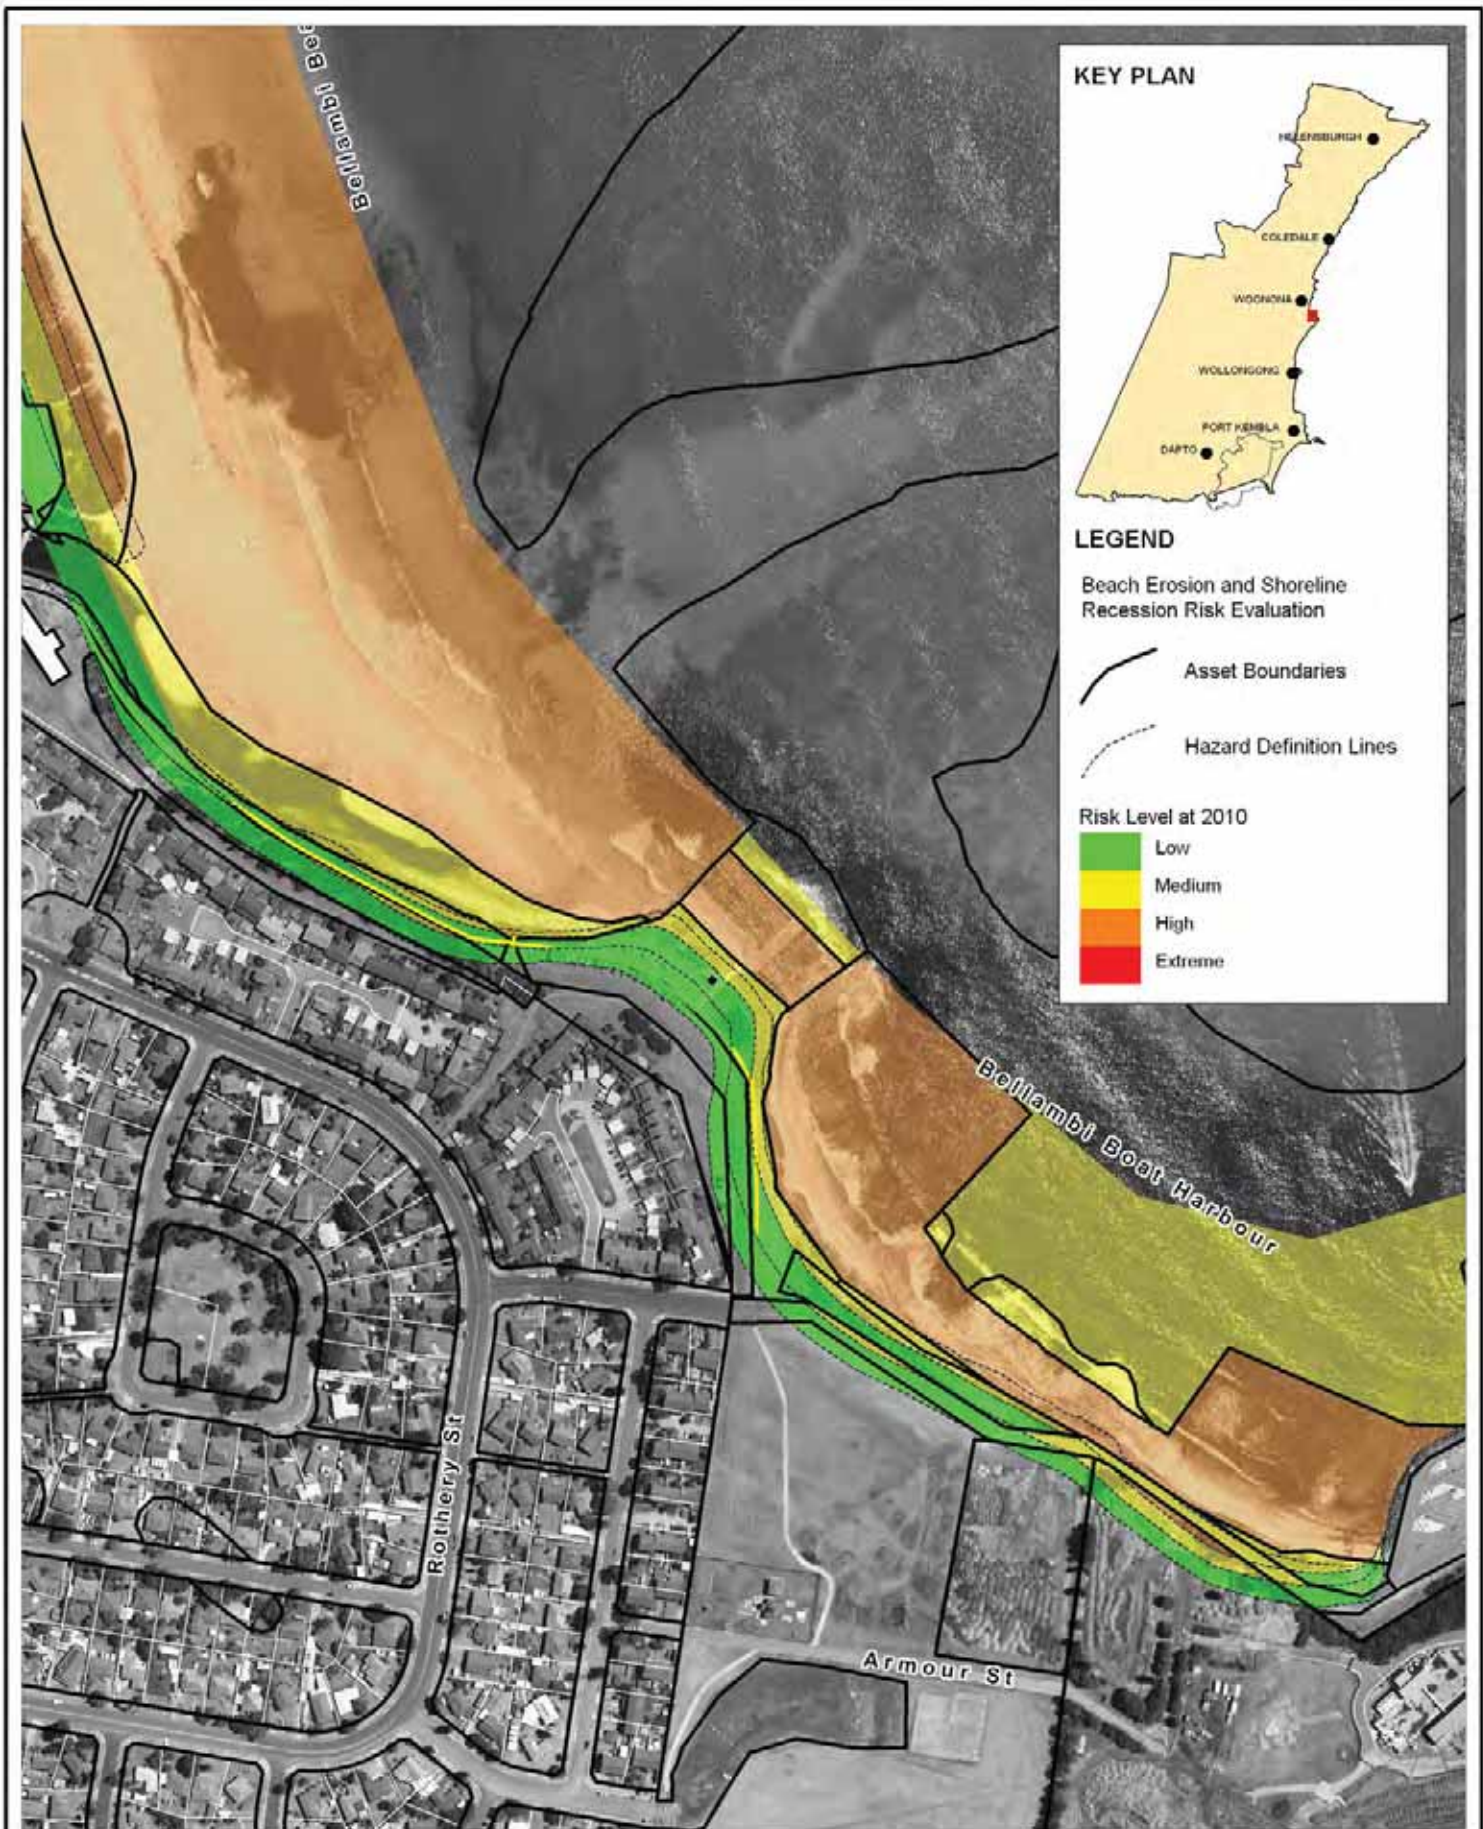 Bellambi Bea
KEY PLAN
HELENSBURGH
COLEDALE
WOONONA
WOLLONGONG
PORT KEMBLA
DAPTO
LEGEND
Beach Erosion and Shoreline
Recession Risk Evaluation
Asset Boundaries
Hazard Definition Lines
Risk Level at 2010
Low
Medium
High
Extreme
Bellambi Boat Harbour
Rothery St
Armour St